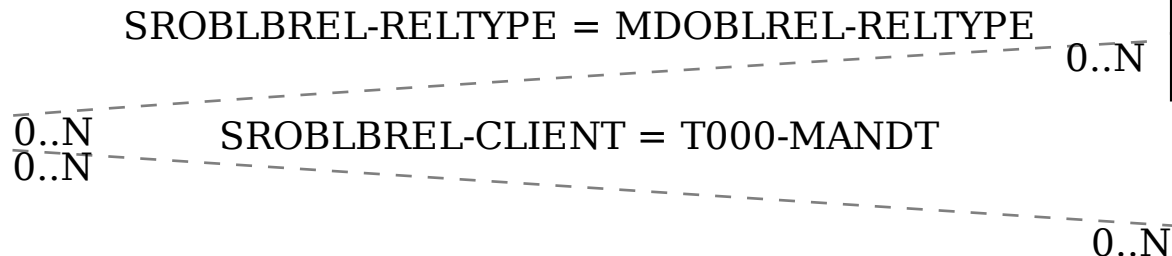 SROBLBREL-RELTYPE = MDOBLREL-RELTYPE
0..N
0..N
SROBLBREL-CLIENT = T000-MANDT
0..N
0..N